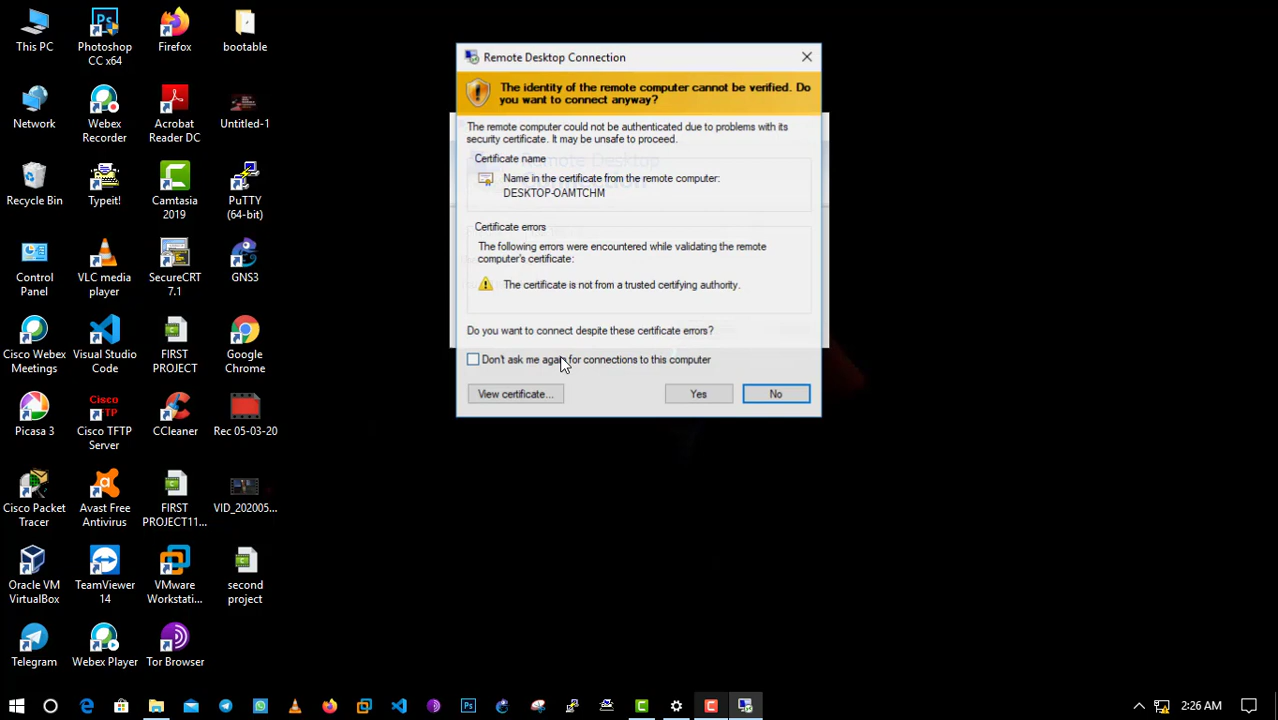 This PC
Photoshop
CC x64
Firefox
bootable
Network
Webex
Recorder
Acrobat
Reader DC
Untitled-1
Recycle Bin
Typeit!
Camtasia
2019
PuTTY
(64-bit)
Control
Panel
VLC media
player
SecureCRT
7.1
GNS3
Cisco Webex
Meetings
Visual Studio
Code
FIRST
PROJECT
Google
Chrome
Picasa 3
Cisco TFTP
Server
CCleaner
Rec 05-03-20
Cisco Packet
Tracer
Avast Free
Antivirus
FIRST
PROJECT11...
VID_202005...
Oracle VM
VirtualBox
TeamViewer
14
VMware
Workstati...
second
project
Telegram
Webex Player
Tor Browser
Remote Desktop Connection
The identity of the remote computer cannot be verified. Do
you want to connect anyway?
The remote computer could not be authenticated due to problems with its
security certificate. It may be unsafe to proceed.
Certificate name
Name in the certificate from the remote computer:
DESKTOP-OAMTCHM
Certificate errors
The following errors were encountered while validating the remote
computer's certificate:
The certificate is not from a trusted certifying authority.
Do you want to connect despite these certificate errors?
Don't ask me again for connections to this computer
View certificate...
Yes
No
2:26 AM